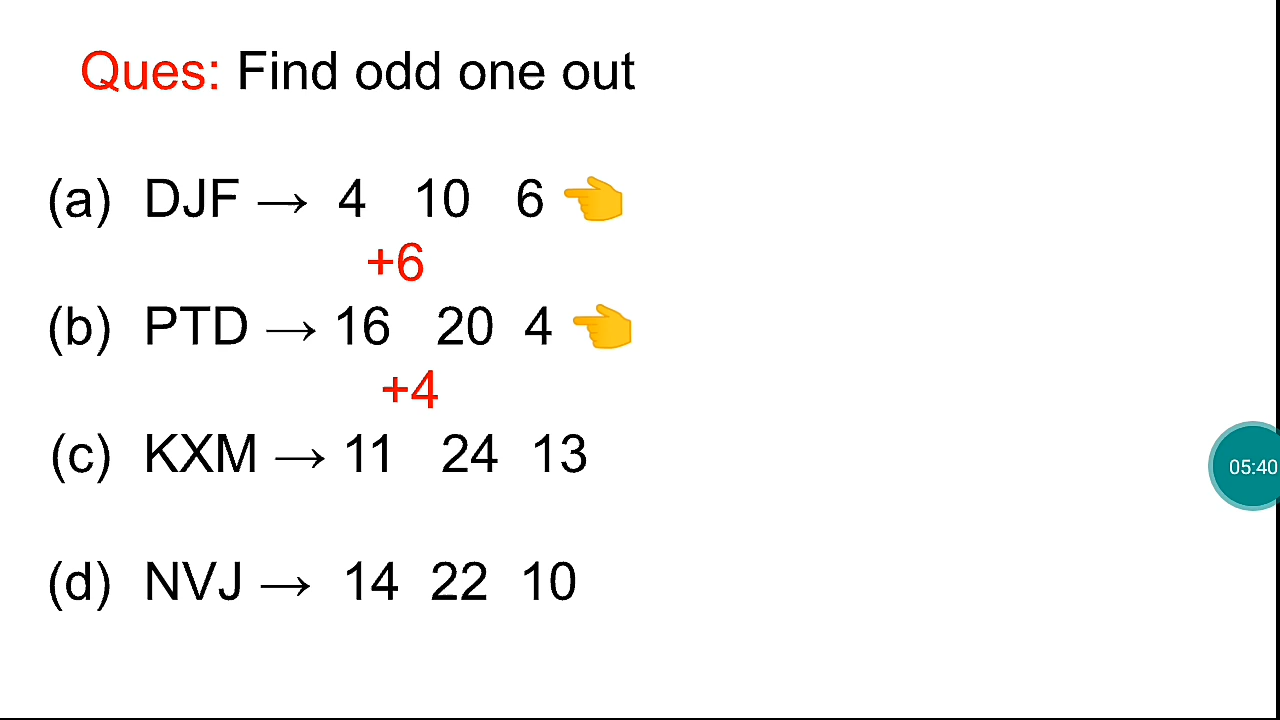 Ques: Find odd one out
(a) DJF → 4 10 6 👈
+6
(b) PTD → 16 20 4 👈
+4
(c) KXM → 11 24 13
05:40
(d) NVJ → 14 22 10